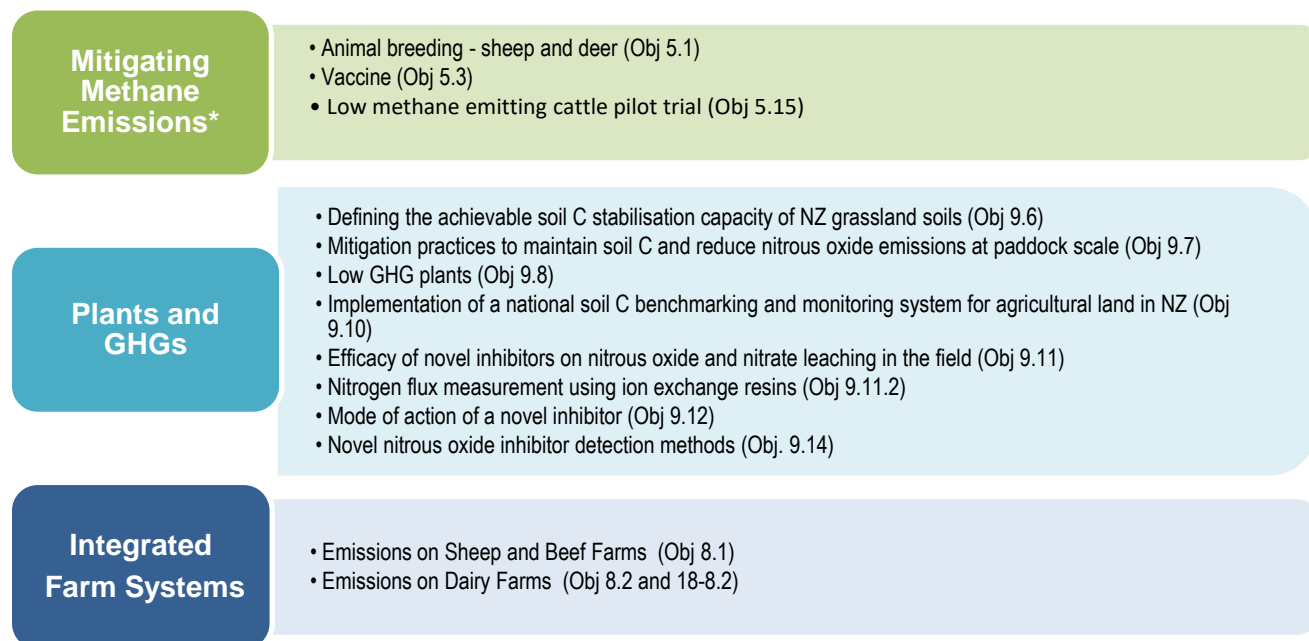 Mitigating
Methane
Emissions*
• Animal breeding - sheep and deer (Obj 5.1)
• Vaccine (Obj 5.3)
• Low methane emitting cattle pilot trial (Obj 5.15)
Plants and
GHGs
• Defining the achievable soil C stabilisation capacity of NZ grassland soils (Obj 9.6)
• Mitigation practices to maintain soil C and reduce nitrous oxide emissions at paddock scale (Obj 9.7)
• Low GHG plants (Obj 9.8)
• Implementation of a national soil C benchmarking and monitoring system for agricultural land in NZ (Obj
9.10)
• Efficacy of novel inhibitors on nitrous oxide and nitrate leaching in the field (Obj 9.11)
• Nitrogen flux measurement using ion exchange resins (Obj 9.11.2)
• Mode of action of a novel inhibitor (Obj 9.12)
• Novel nitrous oxide inhibitor detection methods (Obj. 9.14)
Integrated
Farm Systems
• Emissions on Sheep and Beef Farms (Obj 8.1)
• Emissions on Dairy Farms (Obj 8.2 and 18-8.2)